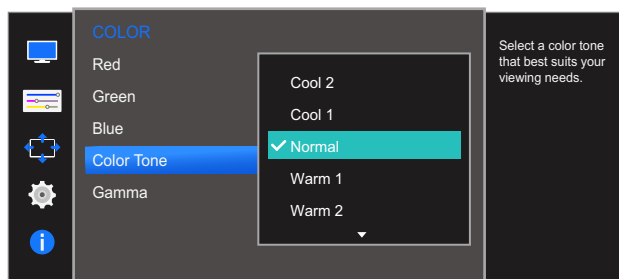 COLOR
Red
Green
Blue
Color Tone
Gamma
Cool 2
Cool 1
Normal
Warm 1
Warm 2
Select a color tone
that best suits your
viewing needs.